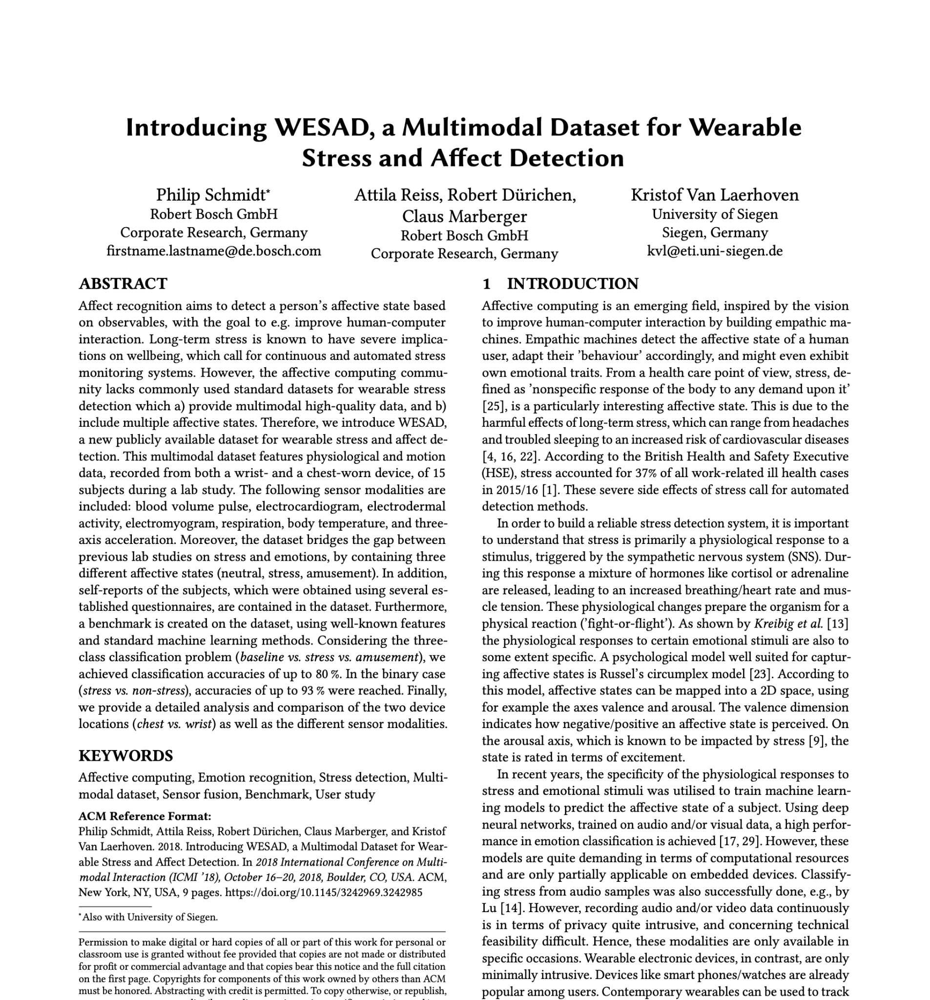 Introducing WESAD, a Multimodal Dataset for Wearable
Stress and Affect Detection
Philip Schmidt*
Robert Bosch GmbH
Corporate Research, Germany
firstname.lastname@de.bosch.com
Attila Reiss, Robert Dürichen,
Claus Marberger
Robert Bosch GmbH
Corporate Research, Germany
Kristof Van Laerhoven
University of Siegen
Siegen, Germany
kvl@eti.uni-siegen.de
ABSTRACT
Affect recognition aims to detect a person's affective state based
on observables, with the goal to e.g. improve human-computer
interaction. Long-term stress is known to have severe implica-
tions on wellbeing, which call for continuous and automated stress
monitoring systems. However, the affective computing commu-
nity lacks commonly used standard datasets for wearable stress
detection which a) provide multimodal high-quality data, and b)
include multiple affective states. Therefore, we introduce WESAD,
a new publicly available dataset for wearable stress and affect de-
tection. This multimodal dataset features physiological and motion
data, recorded from both a wrist- and a chest-worn device, of 15
subjects during a lab study. The following sensor modalities are
included: blood volume pulse, electrocardiogram, electrodermal
activity, electromyogram, respiration, body temperature, and three-
axis acceleration. Moreover, the dataset bridges the gap between
previous lab studies on stress and emotions, by containing three
different affective states (neutral, stress, amusement). In addition,
self-reports of the subjects, which were obtained using several es-
tablished questionnaires, are contained in the dataset. Furthermore,
a benchmark is created on the dataset, using well-known features
and standard machine learning methods. Considering the three-
class classification problem (baseline vs. stress vs. amusement), we
achieved classification accuracies of up to 80 %. In the binary case
(stress vs. non-stress), accuracies of up to 93 % were reached. Finally,
we provide a detailed analysis and comparison of the two device
locations (chest vs. wrist) as well as the different sensor modalities.
KEYWORDS
Affective computing, Emotion recognition, Stress detection, Multi-
modal dataset, Sensor fusion, Benchmark, User study
ACM Reference Format:
Philip Schmidt, Attila Reiss, Robert Dürichen, Claus Marberger, and Kristof
Van Laerhoven. 2018. Introducing WESAD, a Multimodal Dataset for Wear-
able Stress and Affect Detection. In 2018 International Conference on Multi-
modal Interaction (ICMI '18), October 16–20, 2018, Boulder, CO, USA. ACM,
New York, NY, USA, 9 pages. https://doi.org/10.1145/3242969.3242985
*Also with University of Siegen.
Permission to make digital or hard copies of all or part of this work for personal or
classroom use is granted without fee provided that copies are not made or distributed
for profit or commercial advantage and that copies bear this notice and the full citation
on the first page. Copyrights for components of this work owned by others than ACM
must be honored. Abstracting with credit is permitted. To copy otherwise, or republish,
1 INTRODUCTION
Affective computing is an emerging field, inspired by the vision
to improve human-computer interaction by building empathic ma-
chines. Empathic machines detect the affective state of a human
user, adapt their 'behaviour' accordingly, and might even exhibit
own emotional traits. From a health care point of view, stress, de-
fined as 'nonspecific response of the body to any demand upon it'
[25], is a particularly interesting affective state. This is due to the
harmful effects of long-term stress, which can range from headaches
and troubled sleeping to an increased risk of cardiovascular diseases
[4, 16, 22]. According to the British Health and Safety Executive
(HSE), stress accounted for 37% of all work-related ill health cases
in 2015/16 [1]. These severe side effects of stress call for automated
detection methods.
In order to build a reliable stress detection system, it is important
to understand that stress is primarily a physiological response to a
stimulus, triggered by the sympathetic nervous system (SNS). Dur-
ing this response a mixture of hormones like cortisol or adrenaline
are released, leading to an increased breathing/heart rate and mus-
cle tension. These physiological changes prepare the organism for a
physical reaction ('fight-or-flight'). As shown by Kreibig et al. [13]
the physiological responses to certain emotional stimuli are also to
some extent specific. A psychological model well suited for captur-
ing affective states is Russel's circumplex model [23]. According to
this model, affective states can be mapped into a 2D space, using
for example the axes valence and arousal. The valence dimension
indicates how negative/positive an affective state is perceived. On
the arousal axis, which is known to be impacted by stress [9], the
state is rated in terms of excitement.
In recent years, the specificity of the physiological responses to
stress and emotional stimuli was utilised to train machine learn-
ing models to predict the affective state of a subject. Using deep
neural networks, trained on audio and/or visual data, a high perfor-
mance in emotion classification is achieved [17, 29]. However, these
models are quite demanding in terms of computational resources
and are only partially applicable on embedded devices. Classify-
ing stress from audio samples was also successfully done, e.g., by
Lu [14]. However, recording audio and/or video data continuously
is in terms of privacy quite intrusive, and concerning technical
feasibility difficult. Hence, these modalities are only available in
specific occasions. Wearable electronic devices, in contrast, are only
minimally intrusive. Devices like smart phones/watches are already
popular among users. Contemporary wearables can be used to track